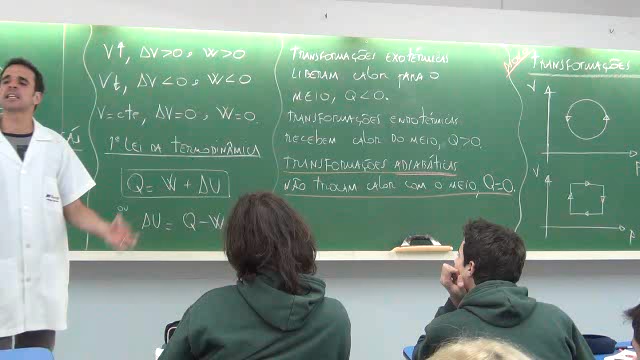 V↑, ΔV>0, W>0
V↓, ΔV<0, W<0
V=cte, ΔV=0, W=0.
1ª LEI DA TERMODINÂMICA
Q = W + ΔU
OU
ΔU = Q - W
TRANSFORMAÇÕES EXOTÉRMICAS
LIBERAM CALOR PARA O
MEIO, Q<0.
TRANSFORMAÇÕES ENDOTÉRMICAS
RECEBEM CALOR DO MEIO, Q>0.
TRANSFORMAÇÕES ADIABÁTICAS
NÃO TROCAM CALOR COM O MEIO, Q=0.
TRANSFORMAÇÕES
V
P
V
P